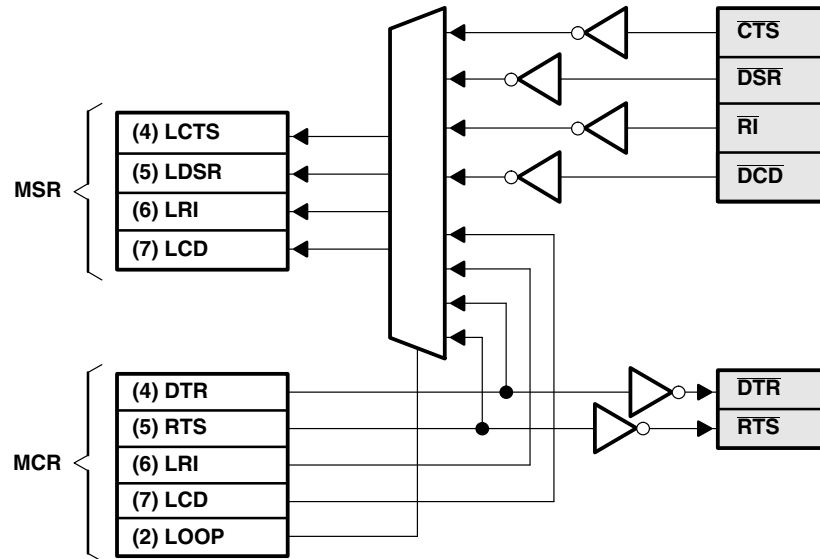 CTS
DSR
RI
DCD
MSR
(4) LCTS
(5) LDSR
(6) LRI
(7) LCD
MCR
(4) DTR
(5) RTS
(6) LRI
(7) LCD
(2) LOOP
DTR
RTS